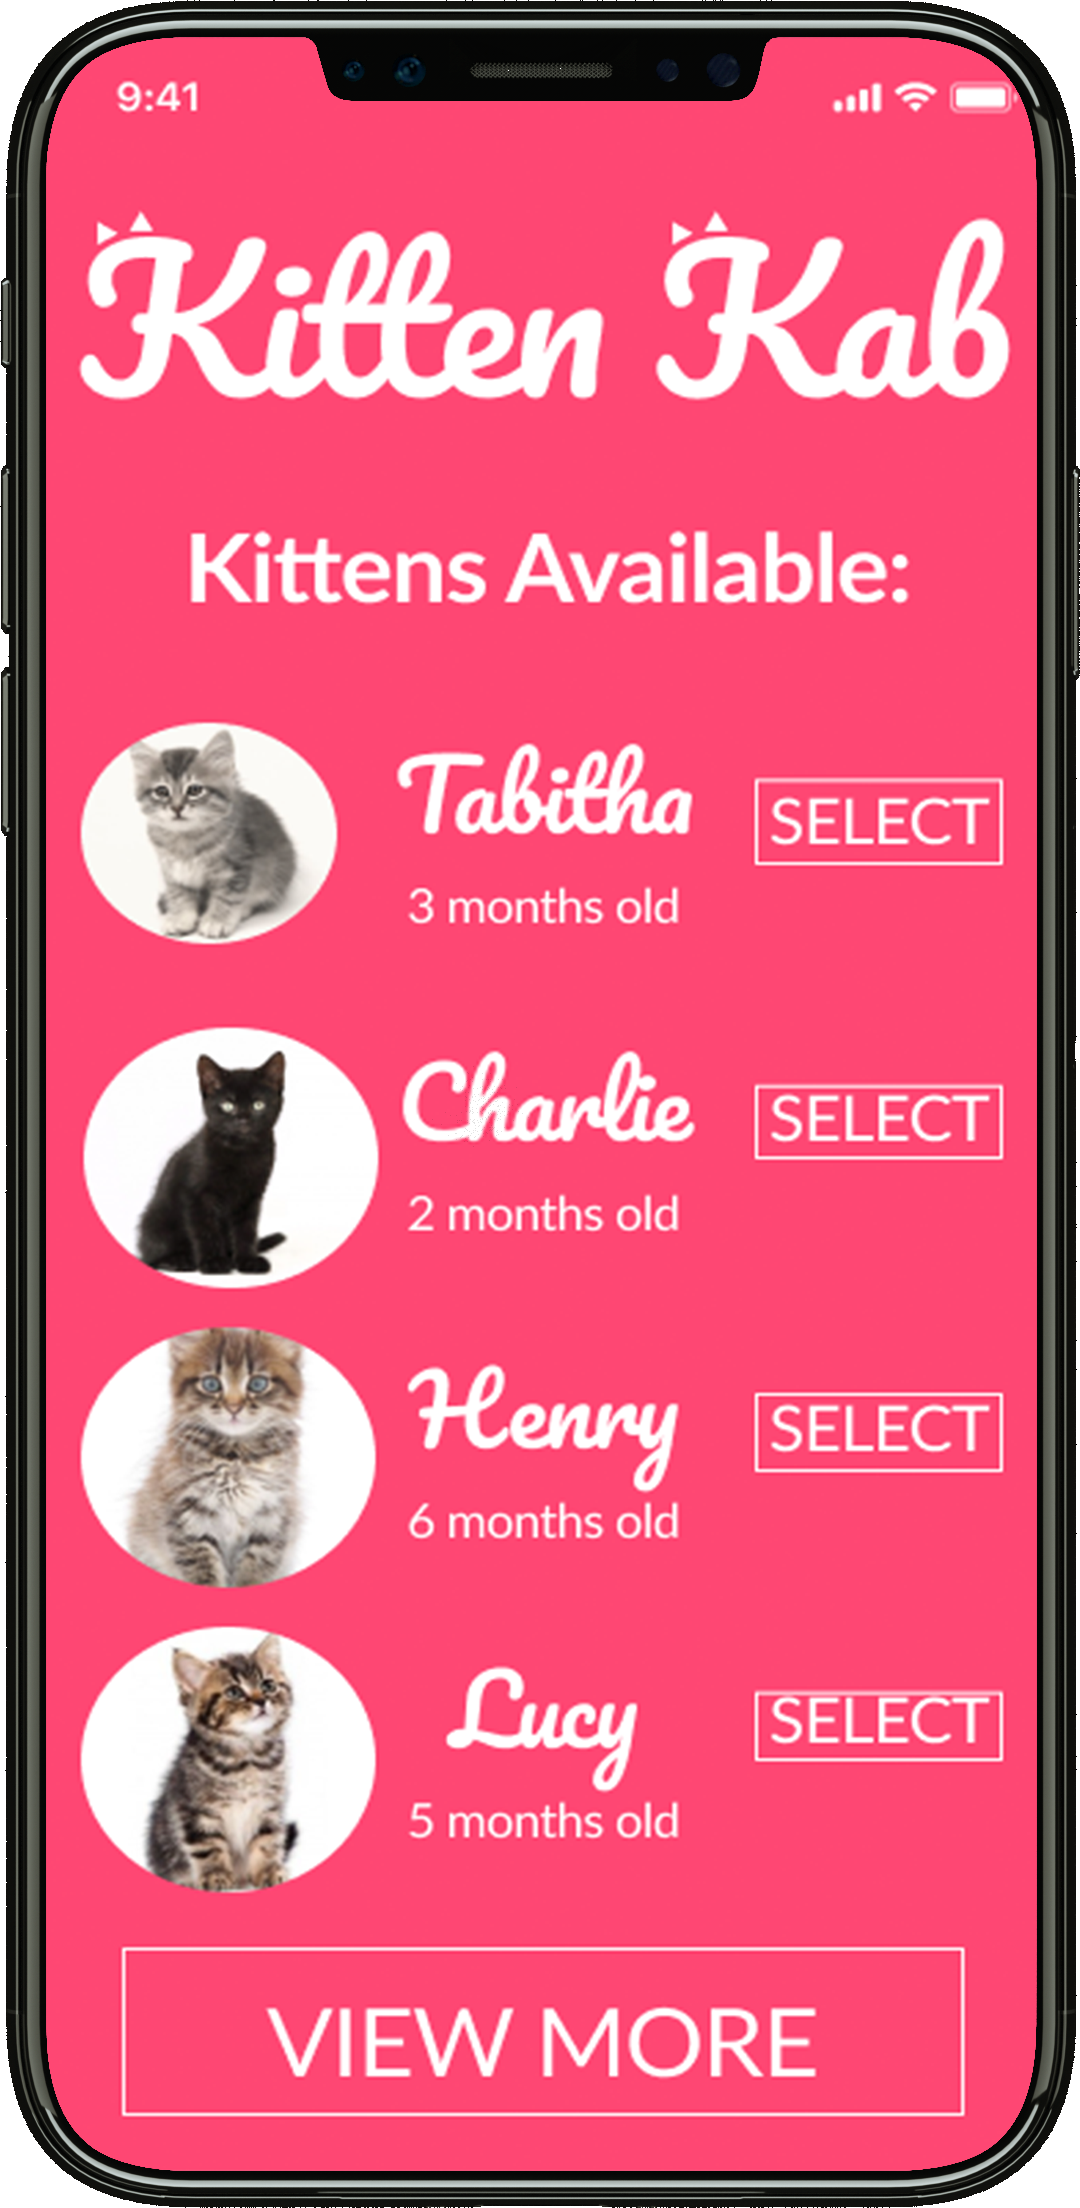 9:41
Kitten Kab
Kittens Available:
Tabitha
SELECT
3 months old
Charlie
SELECT
2 months old
Henry
SELECT
6 months old
Lucy
SELECT
5 months old
VIEW MORE